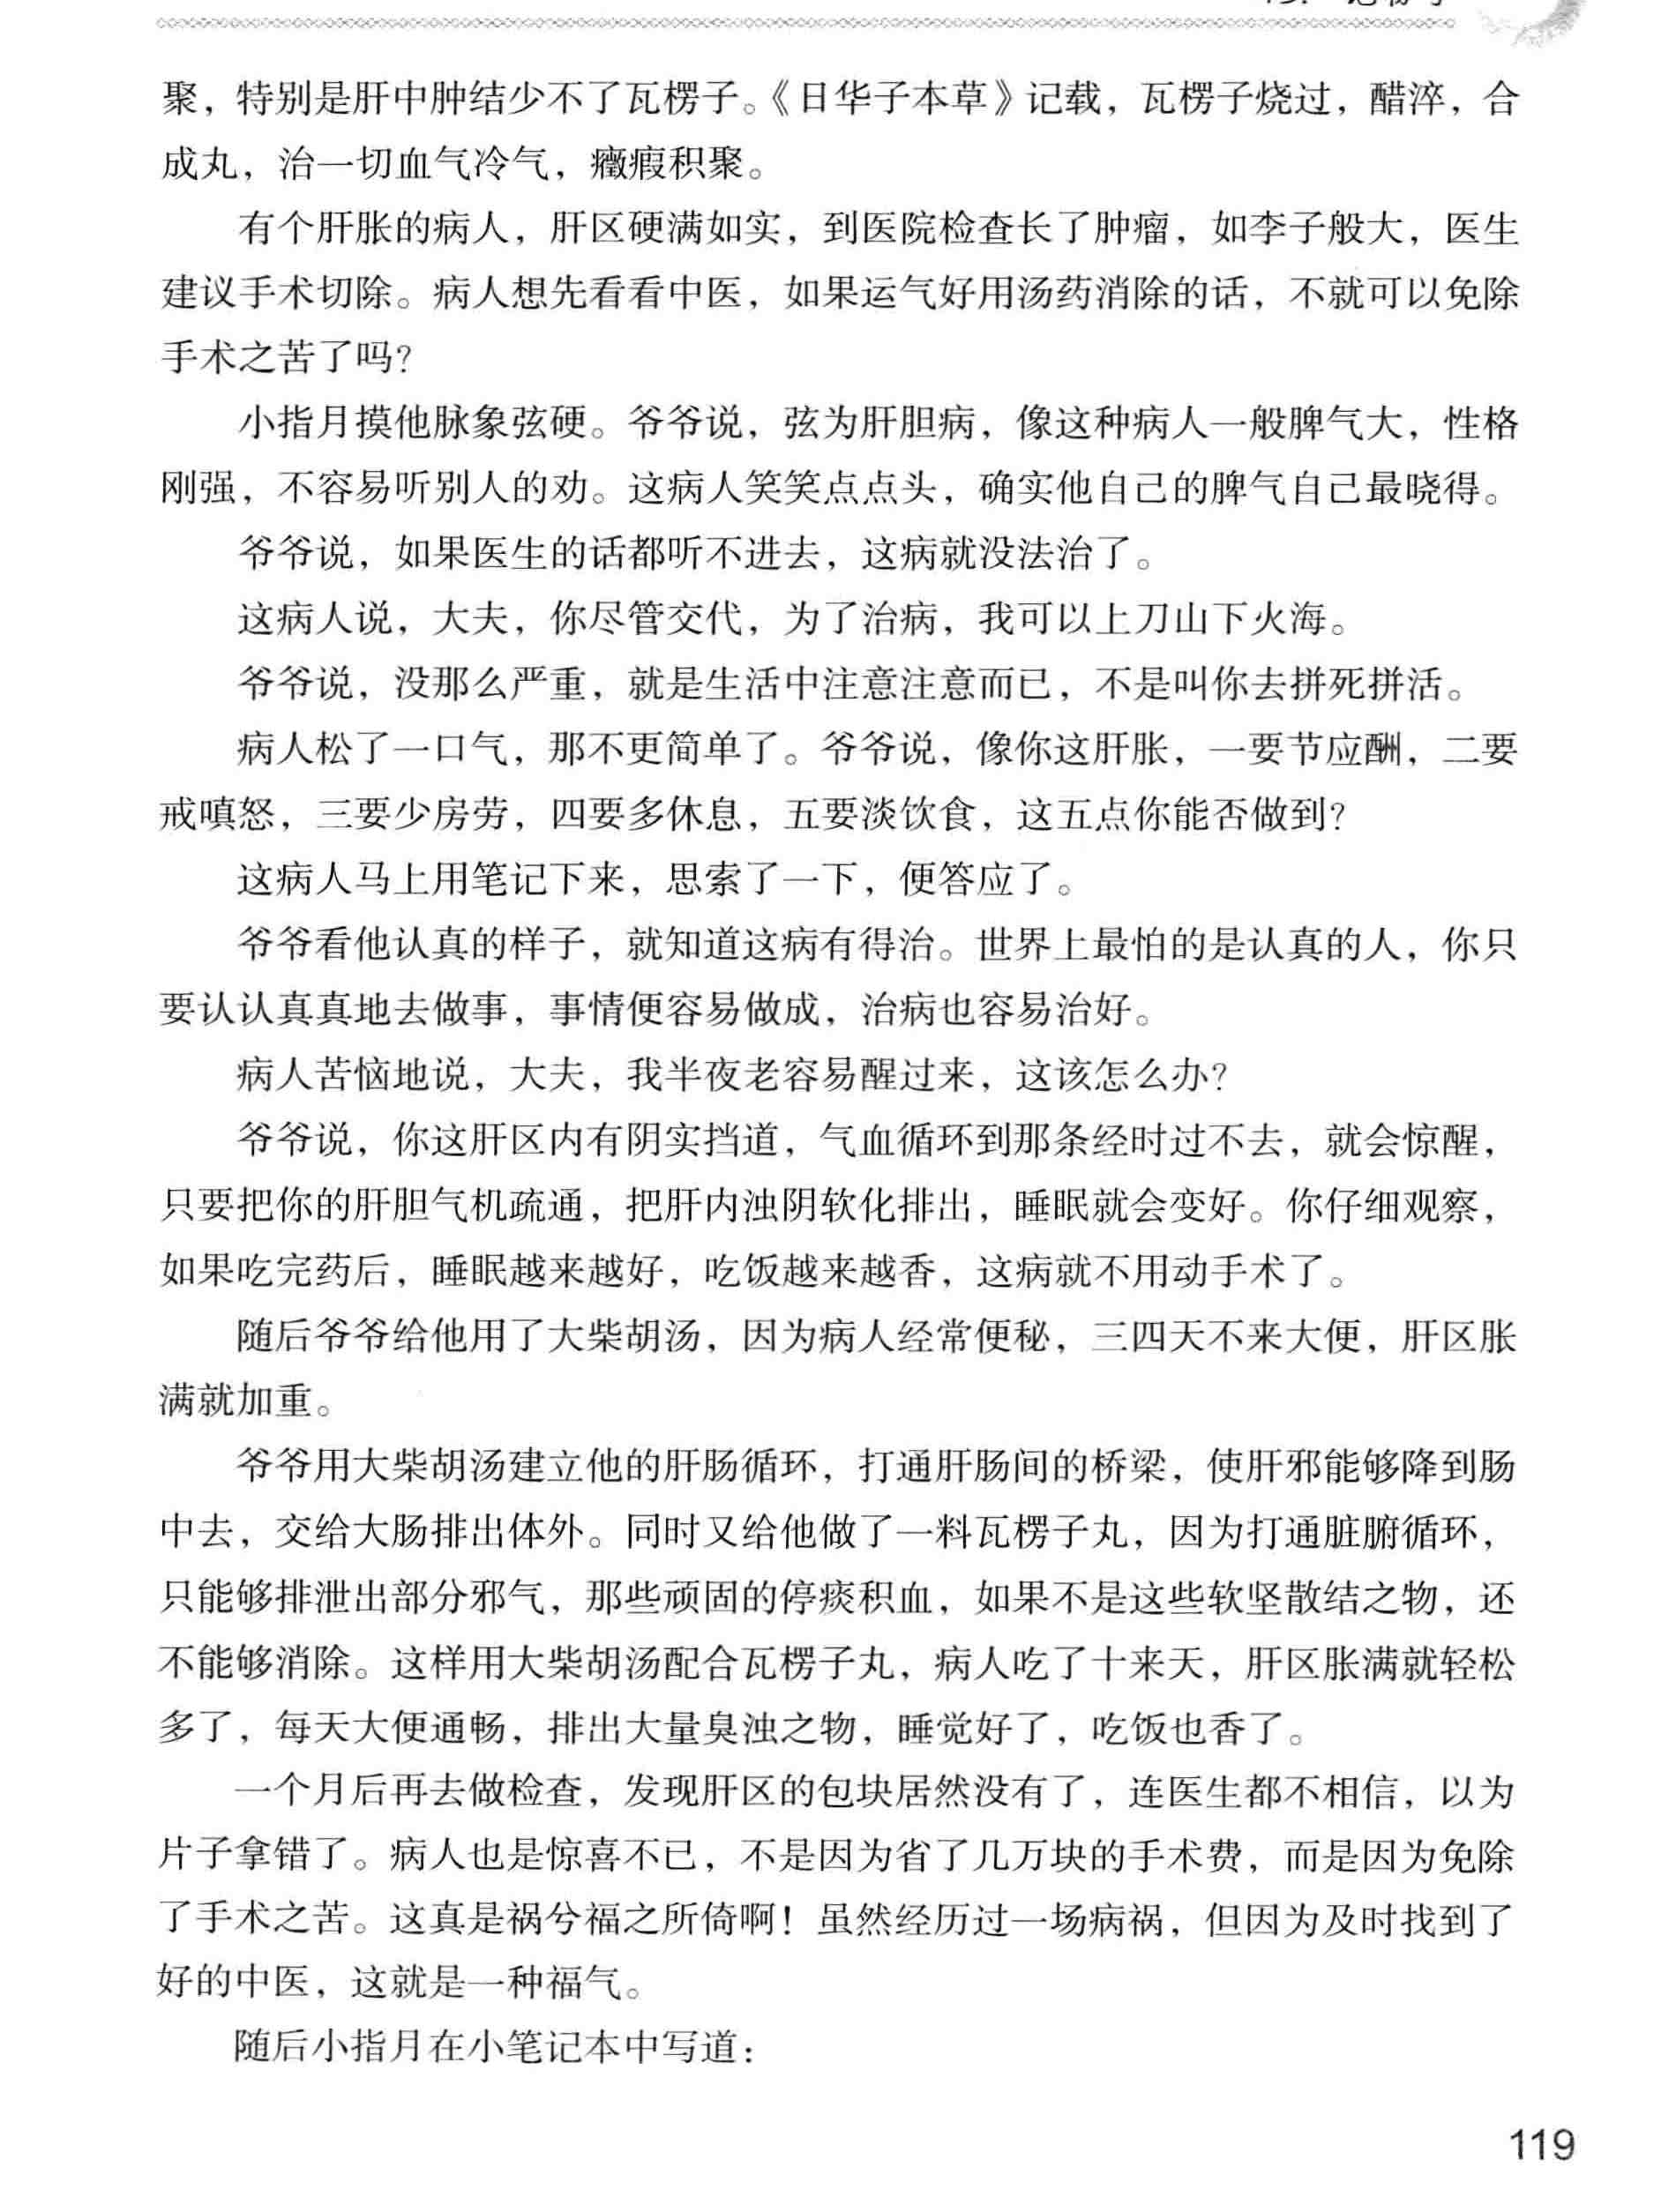 聚，特别是肝中肿结少不了瓦楞子。《日华子本草》记载，瓦楞子烧过，醋淬，合
成丸，治一切血气冷气，癥瘕积聚。
有个肝胀的病人，肝区硬满如实，到医院检查长了肿瘤，如李子般大，医生
建议手术切除。病人想先看看中医，如果运气好用汤药消除的话，不就可以免除
手术之苦了吗？
小指月摸他脉象弦硬。爷爷说，弦为肝胆病，像这种病人一般脾气大，性格
刚强，不容易听别人的劝。这病人笑笑点点头，确实他自己的脾气自己最晓得。
爷爷说，如果医生的话都听不进去，这病就没法治了。
这病人说，大夫，你尽管交代，为了治病，我可以上刀山下火海。
爷爷说，没那么严重，就是生活中注意注意而已，不是叫你去拼死拼活。
病人松了一口气，那不更简单了。爷爷说，像你这肝胀，一要节应酬，二要
戒嗔怒，三要少房劳，四要多休息，五要淡饮食，这五点你能否做到？
这病人马上用笔记下来，思索了一下，便答应了。
爷爷看他认真的样子，就知道这病有得治。世界上最怕的是认真的人，你只
要认认真真地去做事，事情便容易做成，治病也容易治好。
病人苦恼地说，大夫，我半夜老容易醒过来，这该怎么办？
爷爷说，你这肝区内有阴实挡道，气血循环到那条经时过不去，就会惊醒，
只要把你的肝胆气机疏通，把肝内浊阴软化排出，睡眠就会变好。你仔细观察，
如果吃完药后，睡眠越来越好，吃饭越来越香，这病就不用动手术了。
随后爷爷给他用了大柴胡汤，因为病人经常便秘，三四天不来大便，肝区胀
满就加重。
爷爷用大柴胡汤建立他的肝肠循环，打通肝肠间的桥梁，使肝邪能够降到肠
中去，交给大肠排出体外。同时又给他做了一料瓦楞子丸，因为打通脏腑循环，
只能够排泄出部分邪气，那些顽固的停痰积血，如果不是这些软坚散结之物，还
不能够消除。这样用大柴胡汤配合瓦楞子丸，病人吃了十来天，肝区胀满就轻松
多了，每天大便通畅，排出大量臭浊之物，睡觉好了，吃饭也香了。
一个月后再去做检查，发现肝区的包块居然没有了，连医生都不相信，以为
片子拿错了。病人也是惊喜不已，不是因为省了几万块的手术费，而是因为免除
了手术之苦。这真是祸兮福之所倚啊！虽然经历过一场病祸，但因为及时找到了
好的中医，这就是一种福气。
随后小指月在小笔记本中写道：
119